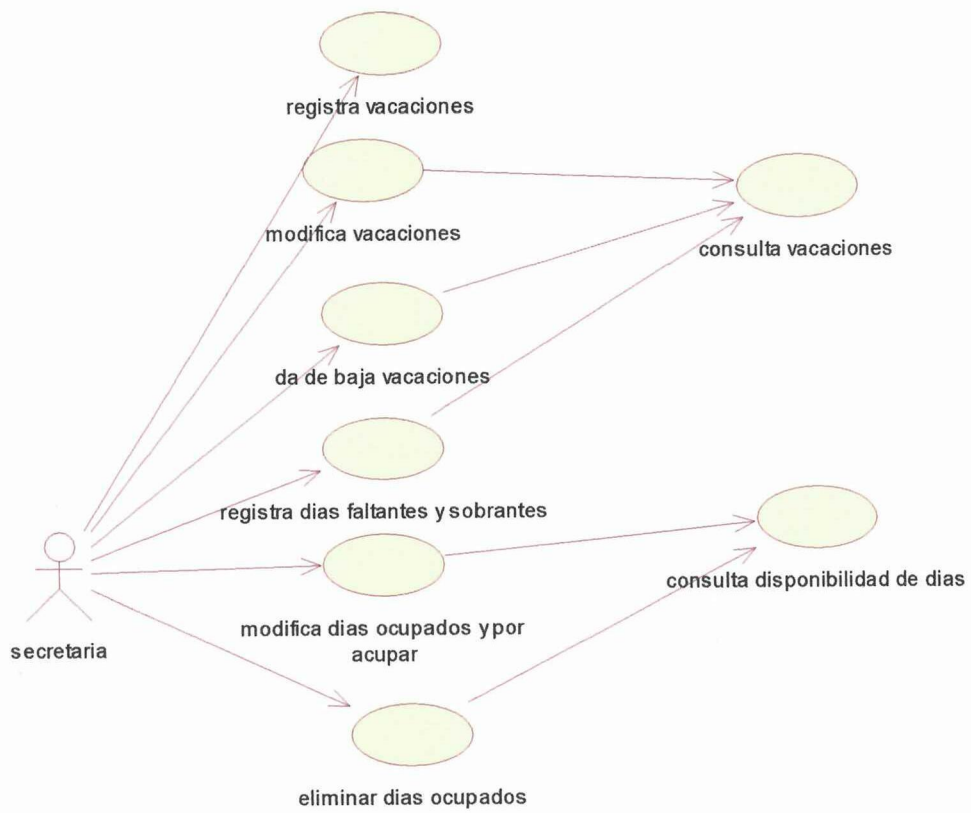 registra vacaciones
modifica vacaciones
consulta vacaciones
da de baja vacaciones
registra dias faltantes y sobrantes
consulta disponibilidad de dias
modifica dias ocupados y por
acupar
secretaria
eliminar dias ocupados